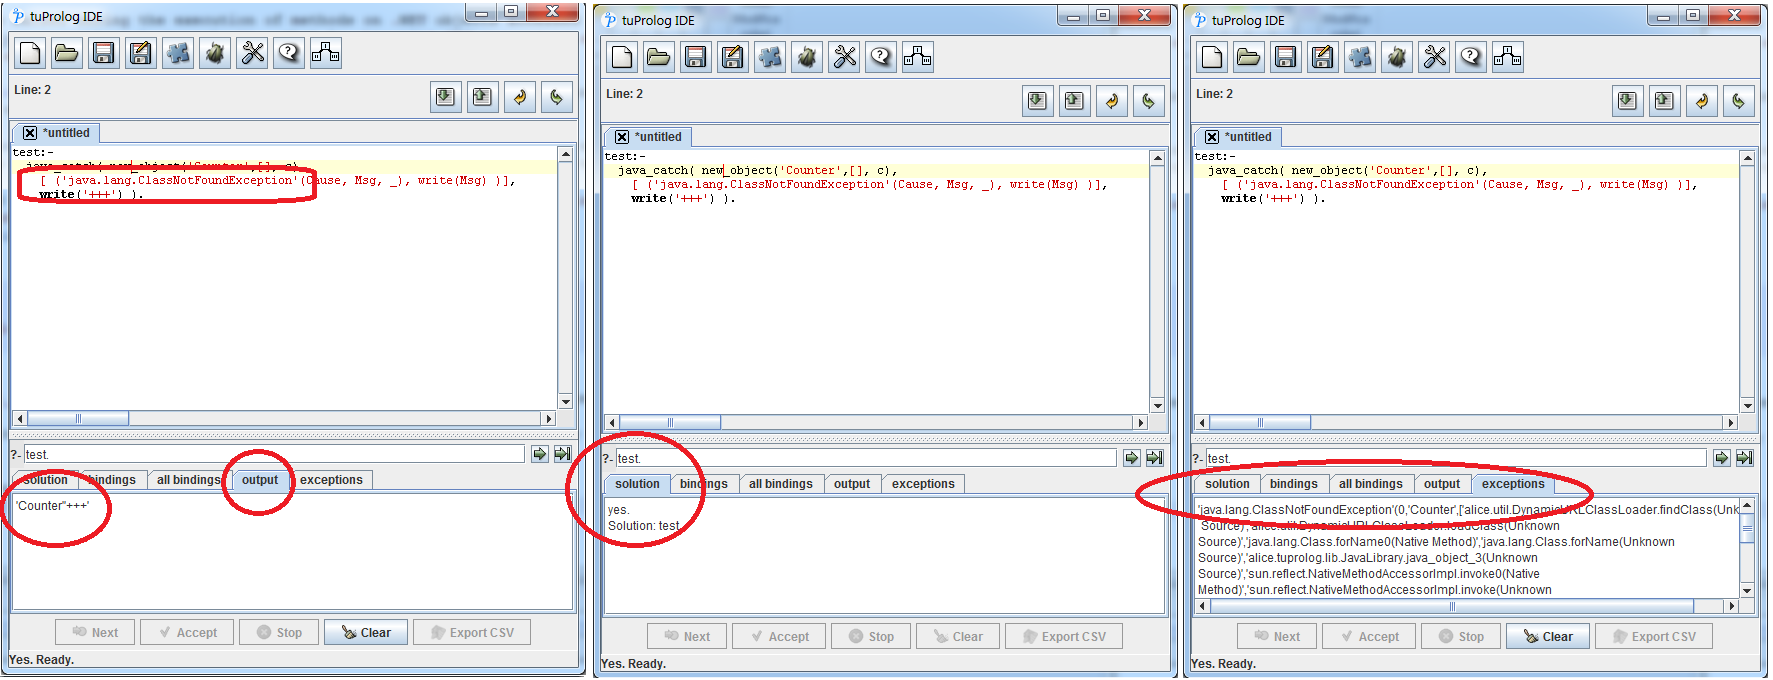 tuProlog IDE
Line: 2
*untitled
test:-
java_catch( new_object('Counter',[], c),
[ ('java.lang.ClassNotFoundException'(Cause, Msg, _), write(Msg) )],
write('+++') ).
?- test.
solution bindings all bindings output exceptions
'Counter''+++'
Next Accept Stop Clear Export CSV
Yes. Ready.
tuProlog IDE
Line: 2
*untitled
test:-
java_catch( new_object('Counter',[], c),
[ ('java.lang.ClassNotFoundException'(Cause, Msg, _), write(Msg) )],
write('+++') ).
?- test.
solution bindings all bindings output exceptions
yes.
Solution: test
Next Accept Stop Clear Export CSV
Yes. Ready.
tuProlog IDE
Line: 2
*untitled
test:-
java_catch( new_object('Counter',[], c),
[ ('java.lang.ClassNotFoundException'(Cause, Msg, _), write(Msg) )],
write('+++') ).
?- test.
solution bindings all bindings output exceptions
'java.lang.ClassNotFoundException'(0,'Counter',['alice.util.DynamicURLClassLoader.findClass(Unk
Source)','alice.util.DynamicURLClassLoader.loadClass(Unknown
Source)','java.lang.Class.forName0(Native Method)','java.lang.Class.forName(Unknown
Source)','alice.tuprolog.lib.JavaLibrary.java_object_3(Unknown
Source)','sun.reflect.NativeMethodAccessorImpl.invoke0(Native
Method)','sun.reflect.NativeMethodAccessorImpl.invoke(Unknown
Next Accept Stop Clear Export CSV
Yes. Ready.